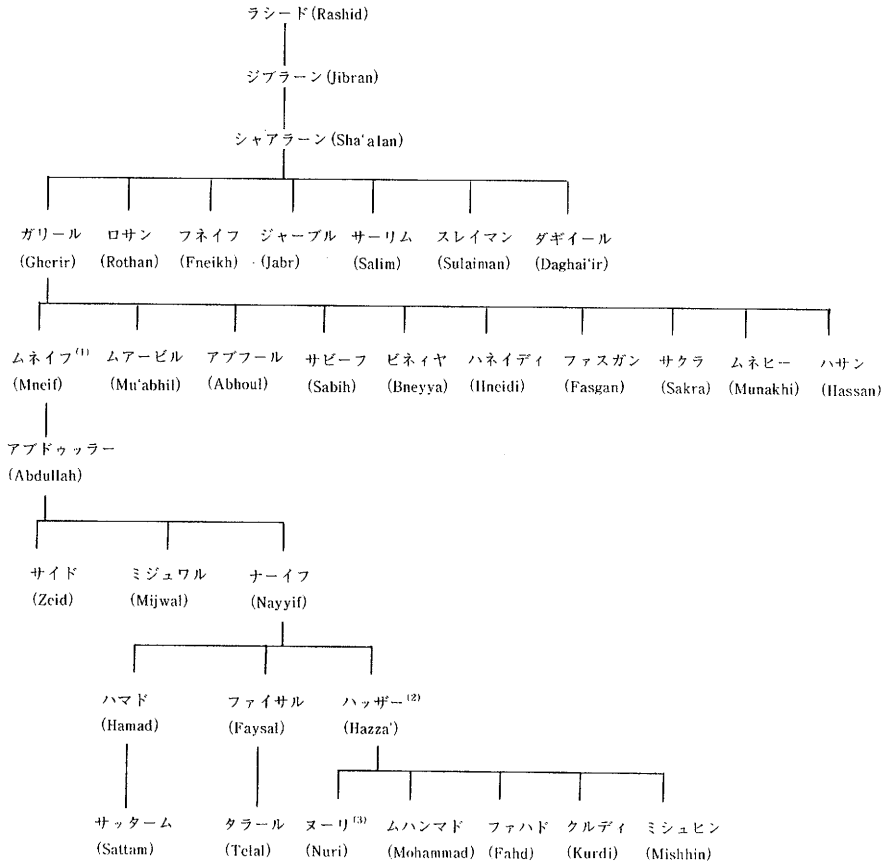 ラシード(Rashid)
ジブラーン(Jibran)
シャアラーン(Sha'alan)
ガリール ロサン フネイフ ジャーブル サーリム スレイマン ダギイール
(Gherir) (Rothan) (Fneikh) (Jabr) (Salim) (Sulaiman) (Daghai'ir)
ムネイフ(1) ムアービル アブフール サビーフ ビネィヤ ハネイディ ファスガン サクラ ムネヒー ハサン
(Mneif) (Mu'abhil) (Abhoul) (Sabih) (Bneyya) (Hneidi) (Fasgan) (Sakra) (Munakhi) (Hassan)
アブドゥッラー
(Abdullah)
サイド ミジュワル ナーイフ
(Zeid) (Mijwal) (Nayyif)
ハマド ファイサル ハッザー(2)
(Hamad) (Faysal) (Hazza')
サッターム タラール ヌーリ(3) ムハンマド ファハド クルディ ミシュヒン
(Sattam) (Telal) (Nuri) (Mohammad) (Fahd) (Kurdi) (Mishhin)